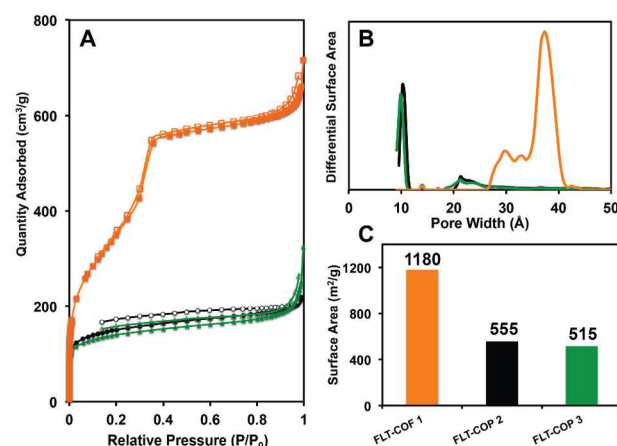 A
Quantity Adsorbed (cm³/g)
800
600
400
200
0
0
0.2
0.4
0.6
0.8
1
Relative Pressure (P/P₀)
B
Differential Surface Area
0
10
20
30
40
50
Pore Width (Å)
C
Surface Area (m²/g)
1200
800
400
0
1180
555
515
FLT-COF 1
FLT-COP 2
FLT-COP 3